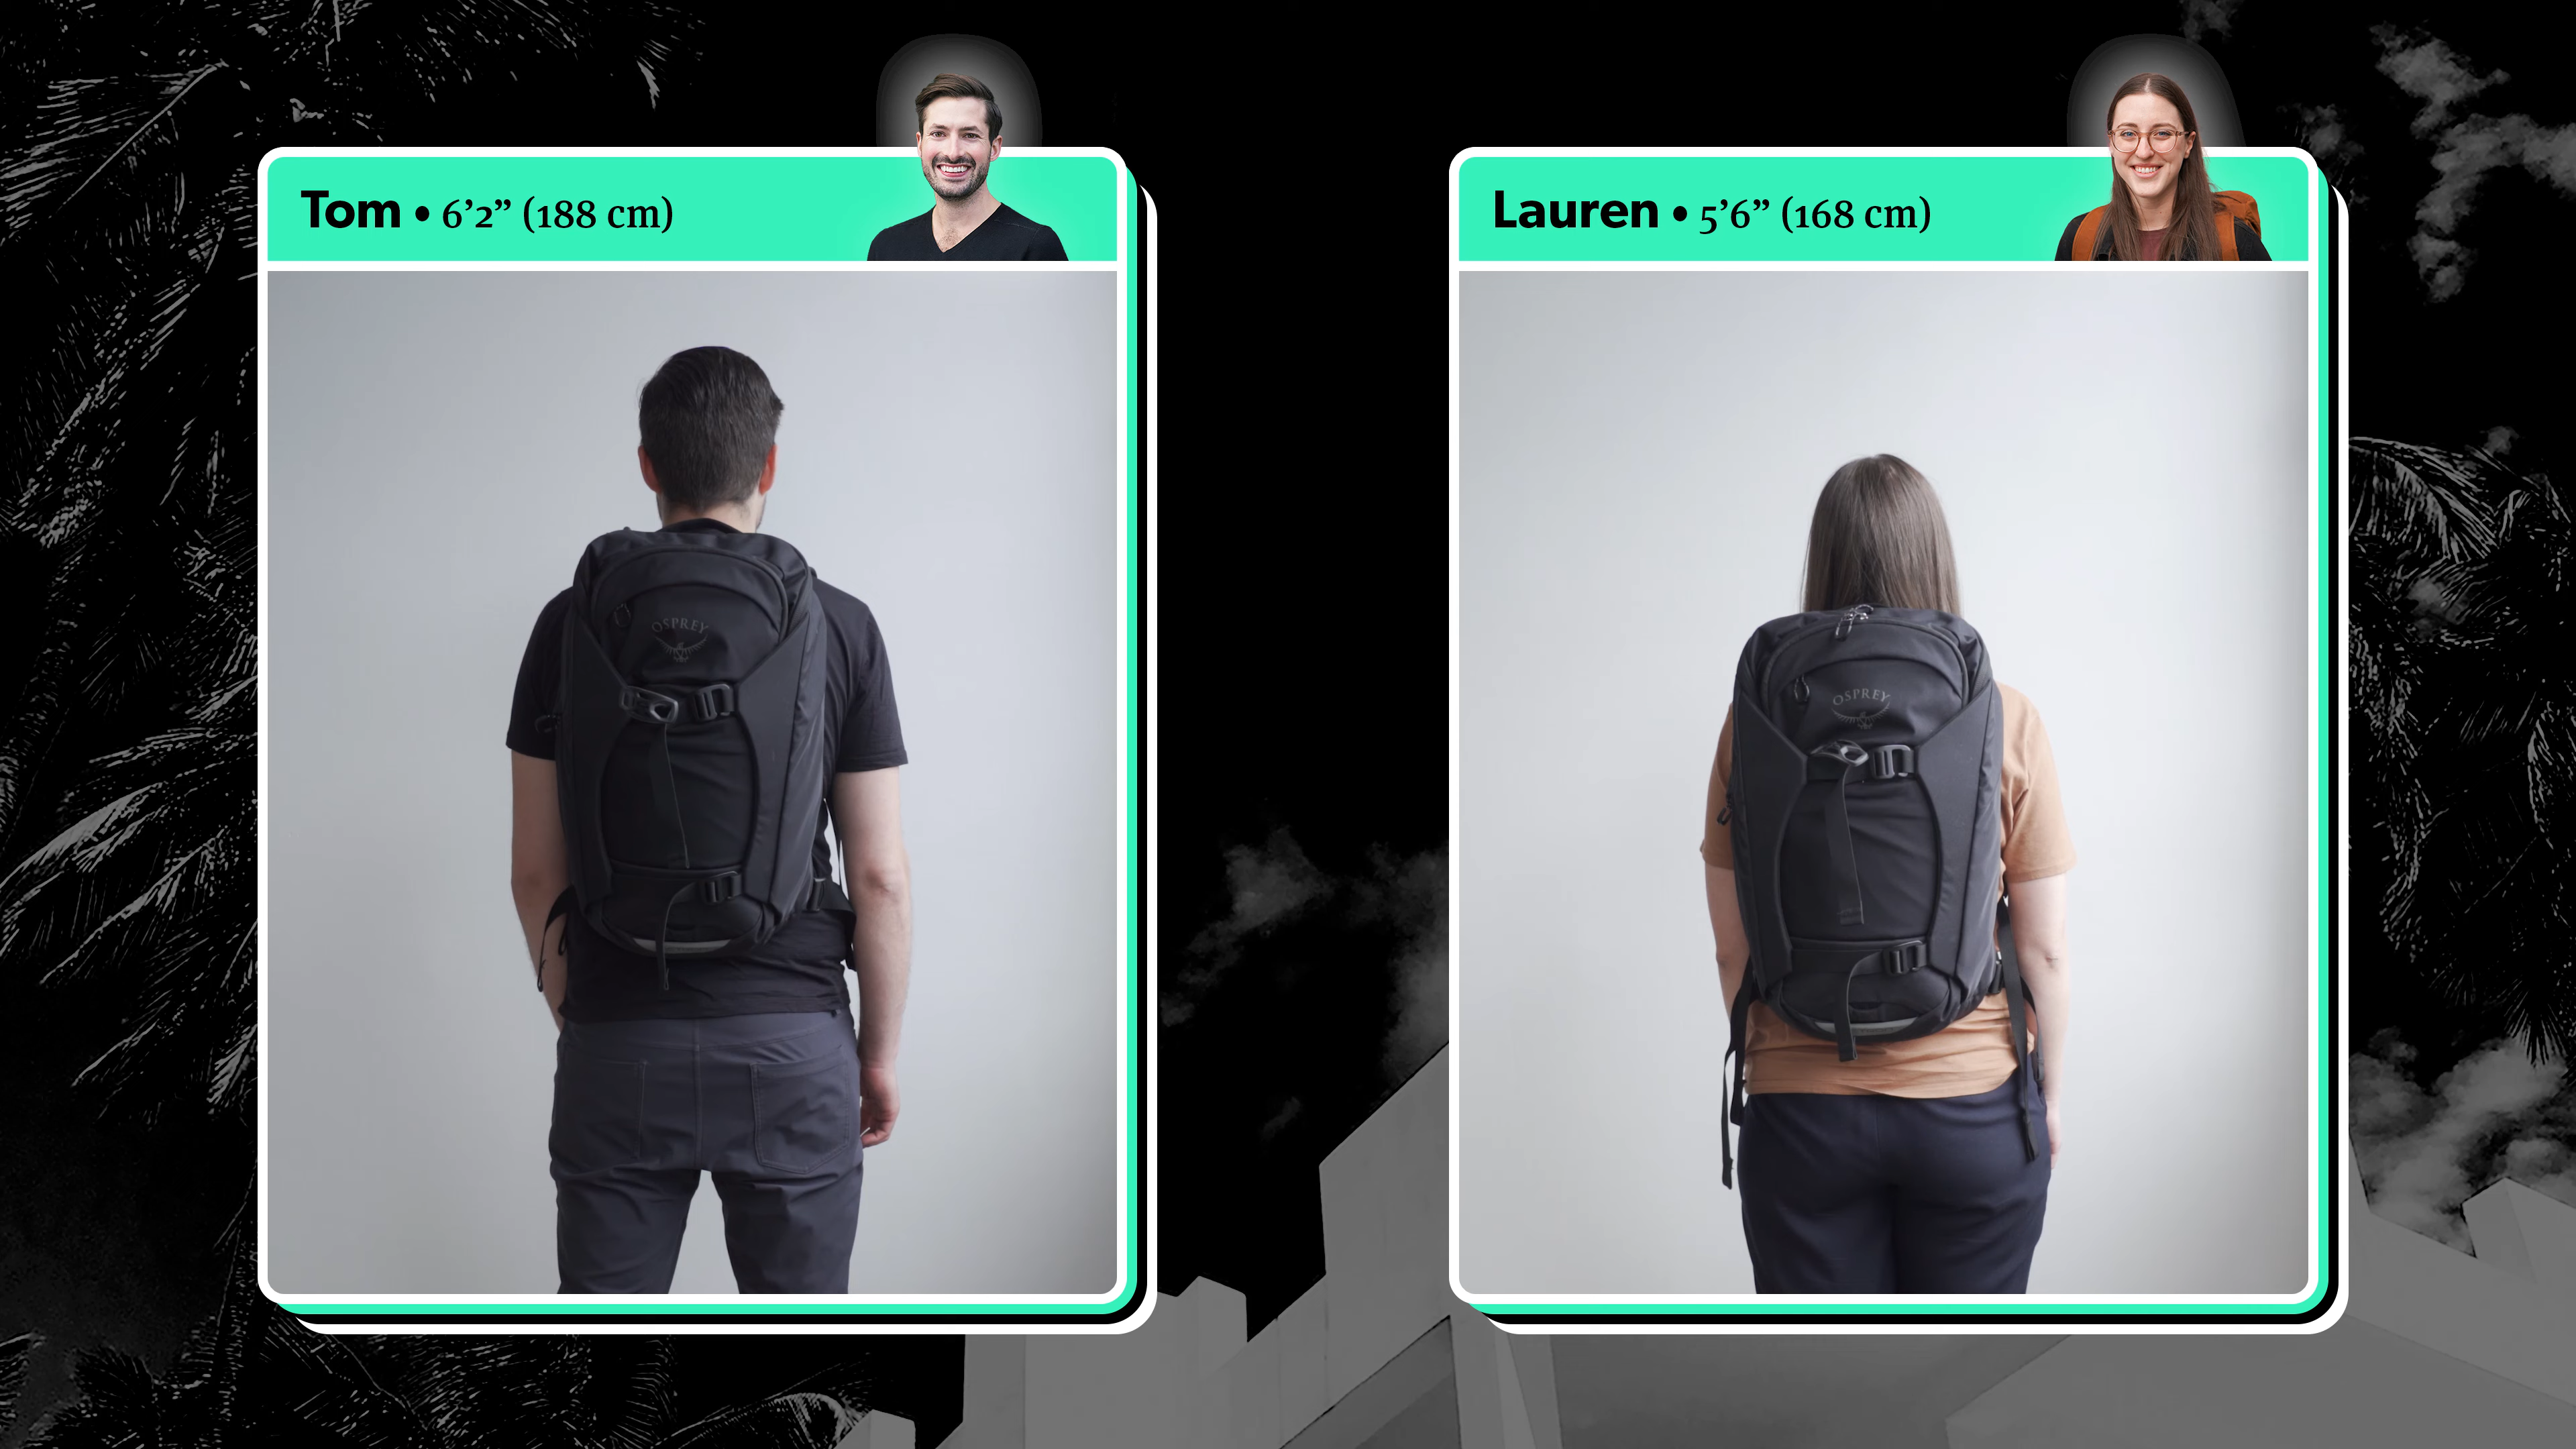 Tom • 6’2” (188 cm)
OSPREY
Lauren • 5’6” (168 cm)
OSPREY